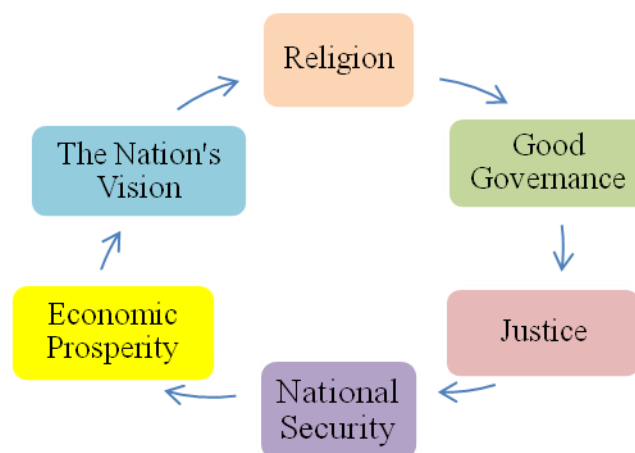 Religion
Good
Governance
Justice
National
Security
Economic
Prosperity
The Nation's
Vision